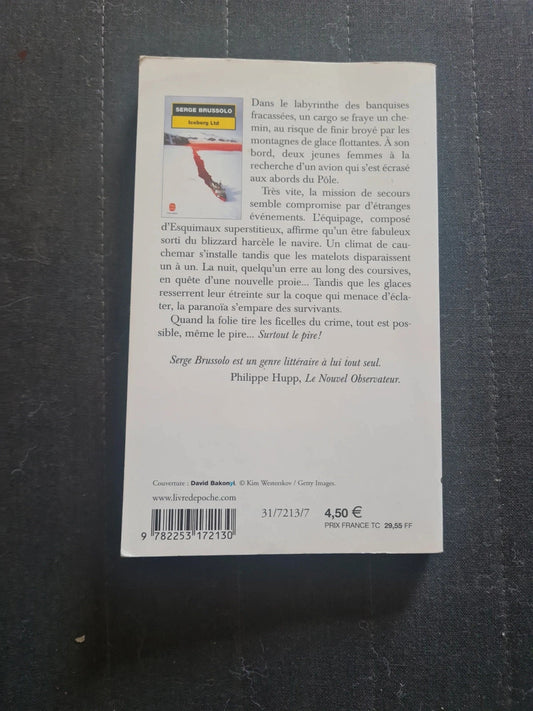 SERGE BRUSSOLO
Iceberg Ltd
Dans le labyrinthe des banquises
fracassées, un cargo se fraye un che-
min, au risque de finir broyé par les
montagnes de glace flottantes. À son
bord, deux jeunes femmes à la
recherche d'un avion qui s'est écrasé
aux abords du Pôle.
Très vite, la mission de secours
semble compromise par d'étranges
événements. L'équipage, composé
d'Esquimaux superstitieux, affirme qu'un être fabuleux
sorti du blizzard harcèle le navire. Un climat de cau-
chemar s'installe tandis que les matelots disparaissent
un à un. La nuit, quelqu'un erre au long des coursives,
en quête d'une nouvelle proie... Tandis que les glaces
resserrent leur étreinte sur la coque qui menace d'écla-
ter, la paranoïa s'empare des survivants.
Quand la folie tire les ficelles du crime, tout est pos-
sible, même le pire... Surtout le pire !
Serge Brussolo est un genre littéraire à lui tout seul.
Philippe Hupp, Le Nouvel Observateur.
Couverture : David Bakonyi. © Kim Westerskov / Getty Images.
www.livredepoche.com
31/7213/7
4,50 €
PRIX FRANCE TC 29,55 FF
9 782253 172130